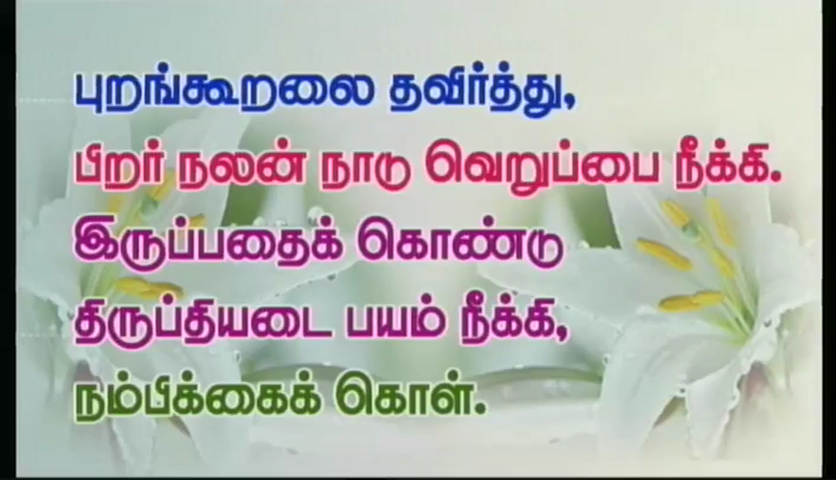 புறங்கூறலை தவிர்த்து,
பிறர் நலன் நாடு வெறுப்பை நீக்கி.
இருப்பதைக் கொண்டு
திருப்தியடை பயம் நீக்கி,
நம்பிக்கைக் கொள்.